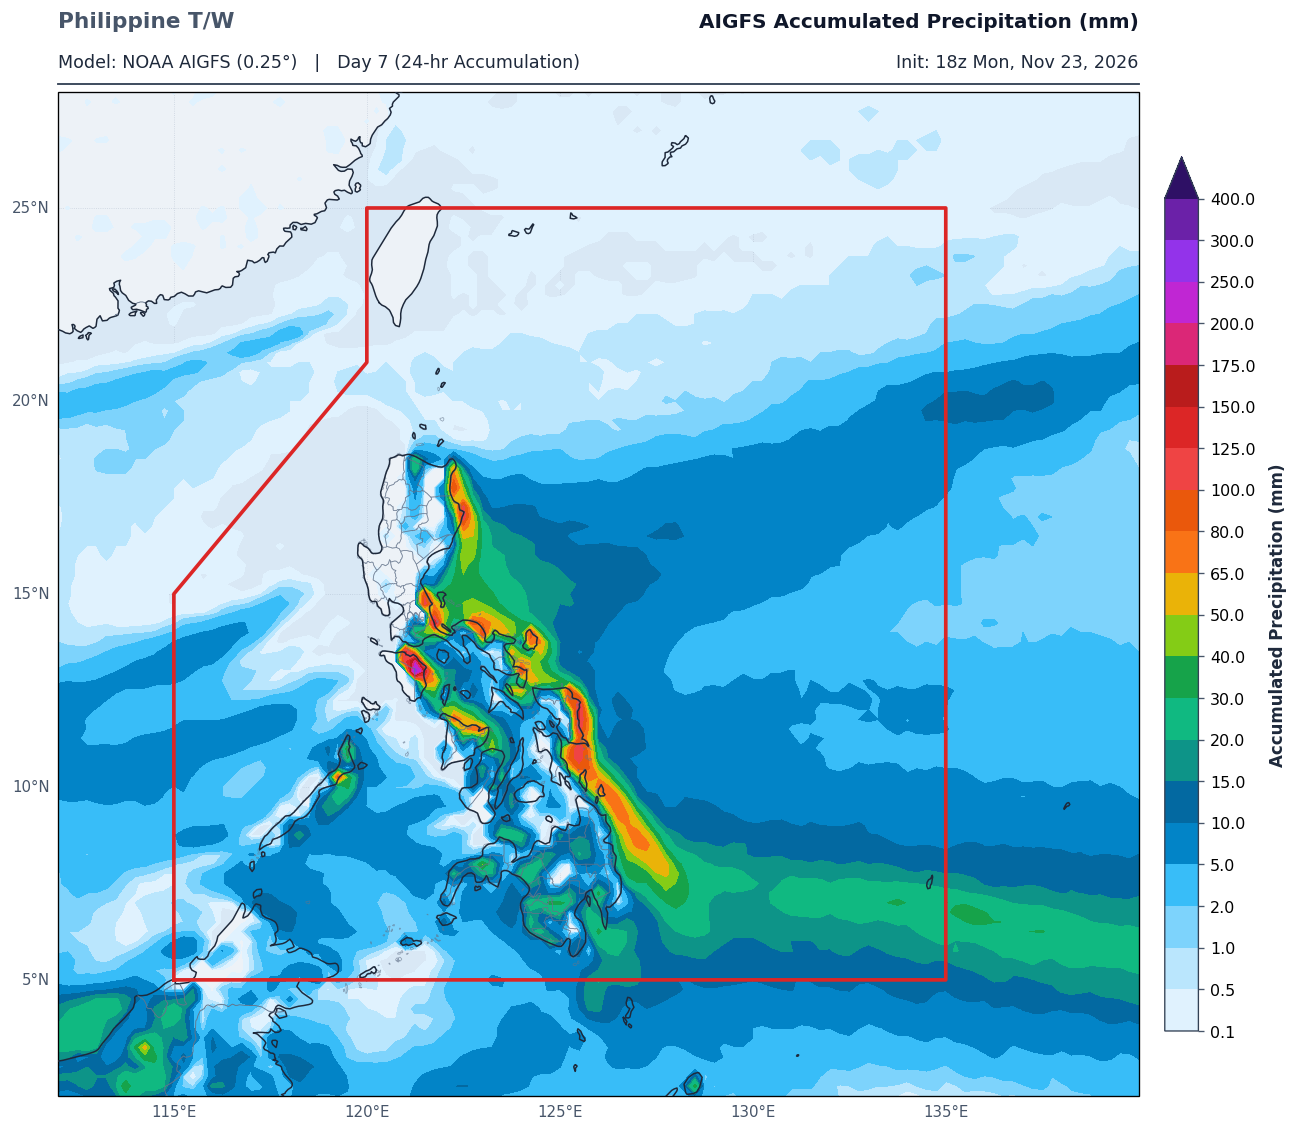 Philippine T/W
AIGFS Accumulated Precipitation (mm)
Model: NOAA AIGFS (0.25°)   |   Day 7 (24-hr Accumulation)
Init: 18z Mon, Nov 23, 2026
25°N
20°N
15°N
10°N
5°N
115°E
120°E
125°E
130°E
135°E
400.0
300.0
250.0
200.0
175.0
150.0
125.0
100.0
80.0
65.0
50.0
40.0
30.0
20.0
15.0
10.0
5.0
2.0
1.0
0.5
0.1
Accumulated Precipitation (mm)